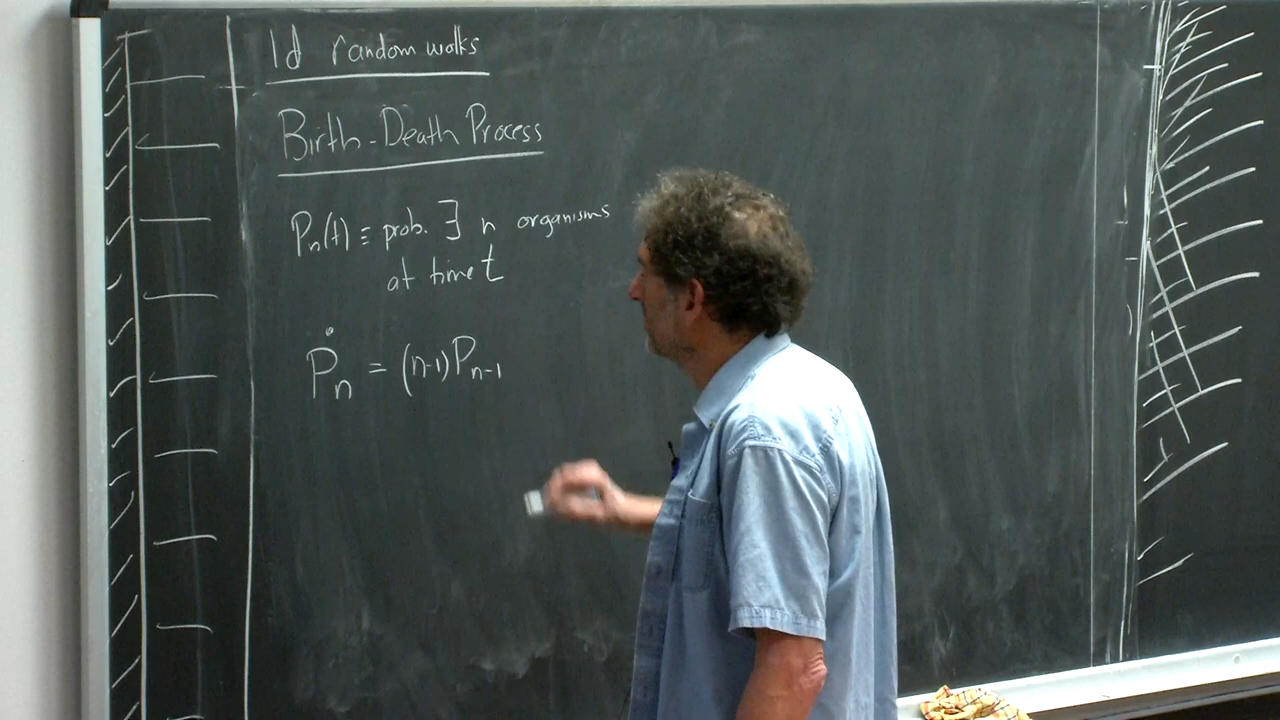 1d random walks
Birth-Death Process
Pₙ(t) ≡ prob. ∃ n organisms
at time t
Ṗₙ = (n-1)Pₙ₋₁